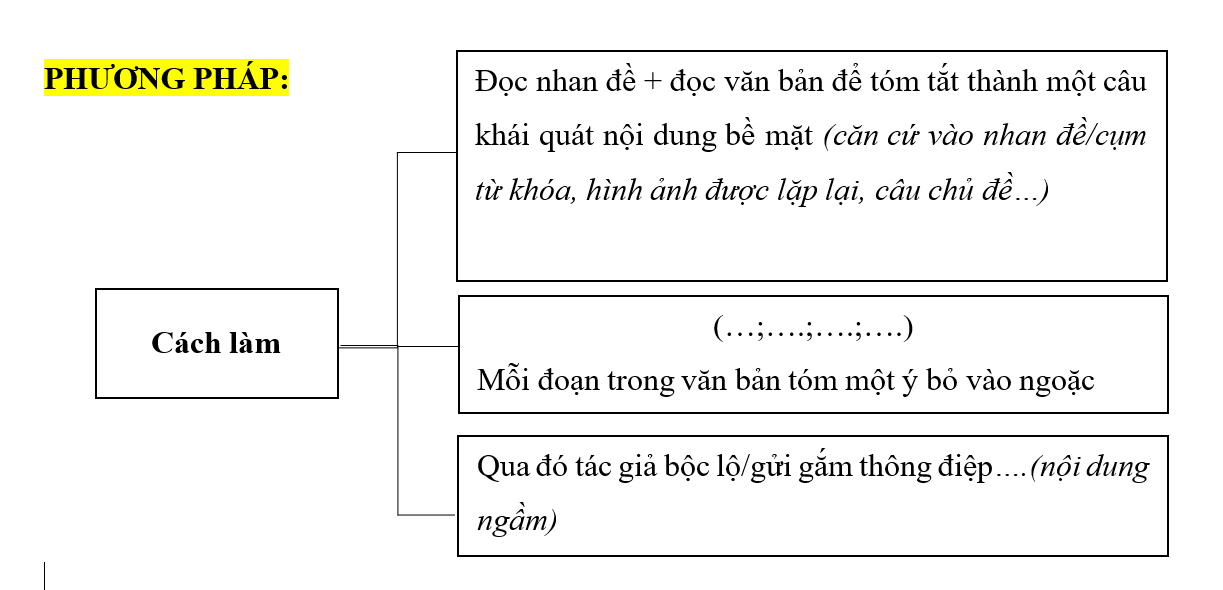 PHƯƠNG PHÁP:
Đọc nhan đề + đọc văn bản để tóm tắt thành một câu
khái quát nội dung bề mặt (căn cứ vào nhan đề/cụm
từ khóa, hình ảnh được lặp lại, câu chủ đề…)
Cách làm
(…;….;….;….)
Mỗi đoạn trong văn bản tóm một ý bỏ vào ngoặc
Qua đó tác giả bộc lộ/gửi gắm thông điệp….(nội dung
ngầm)